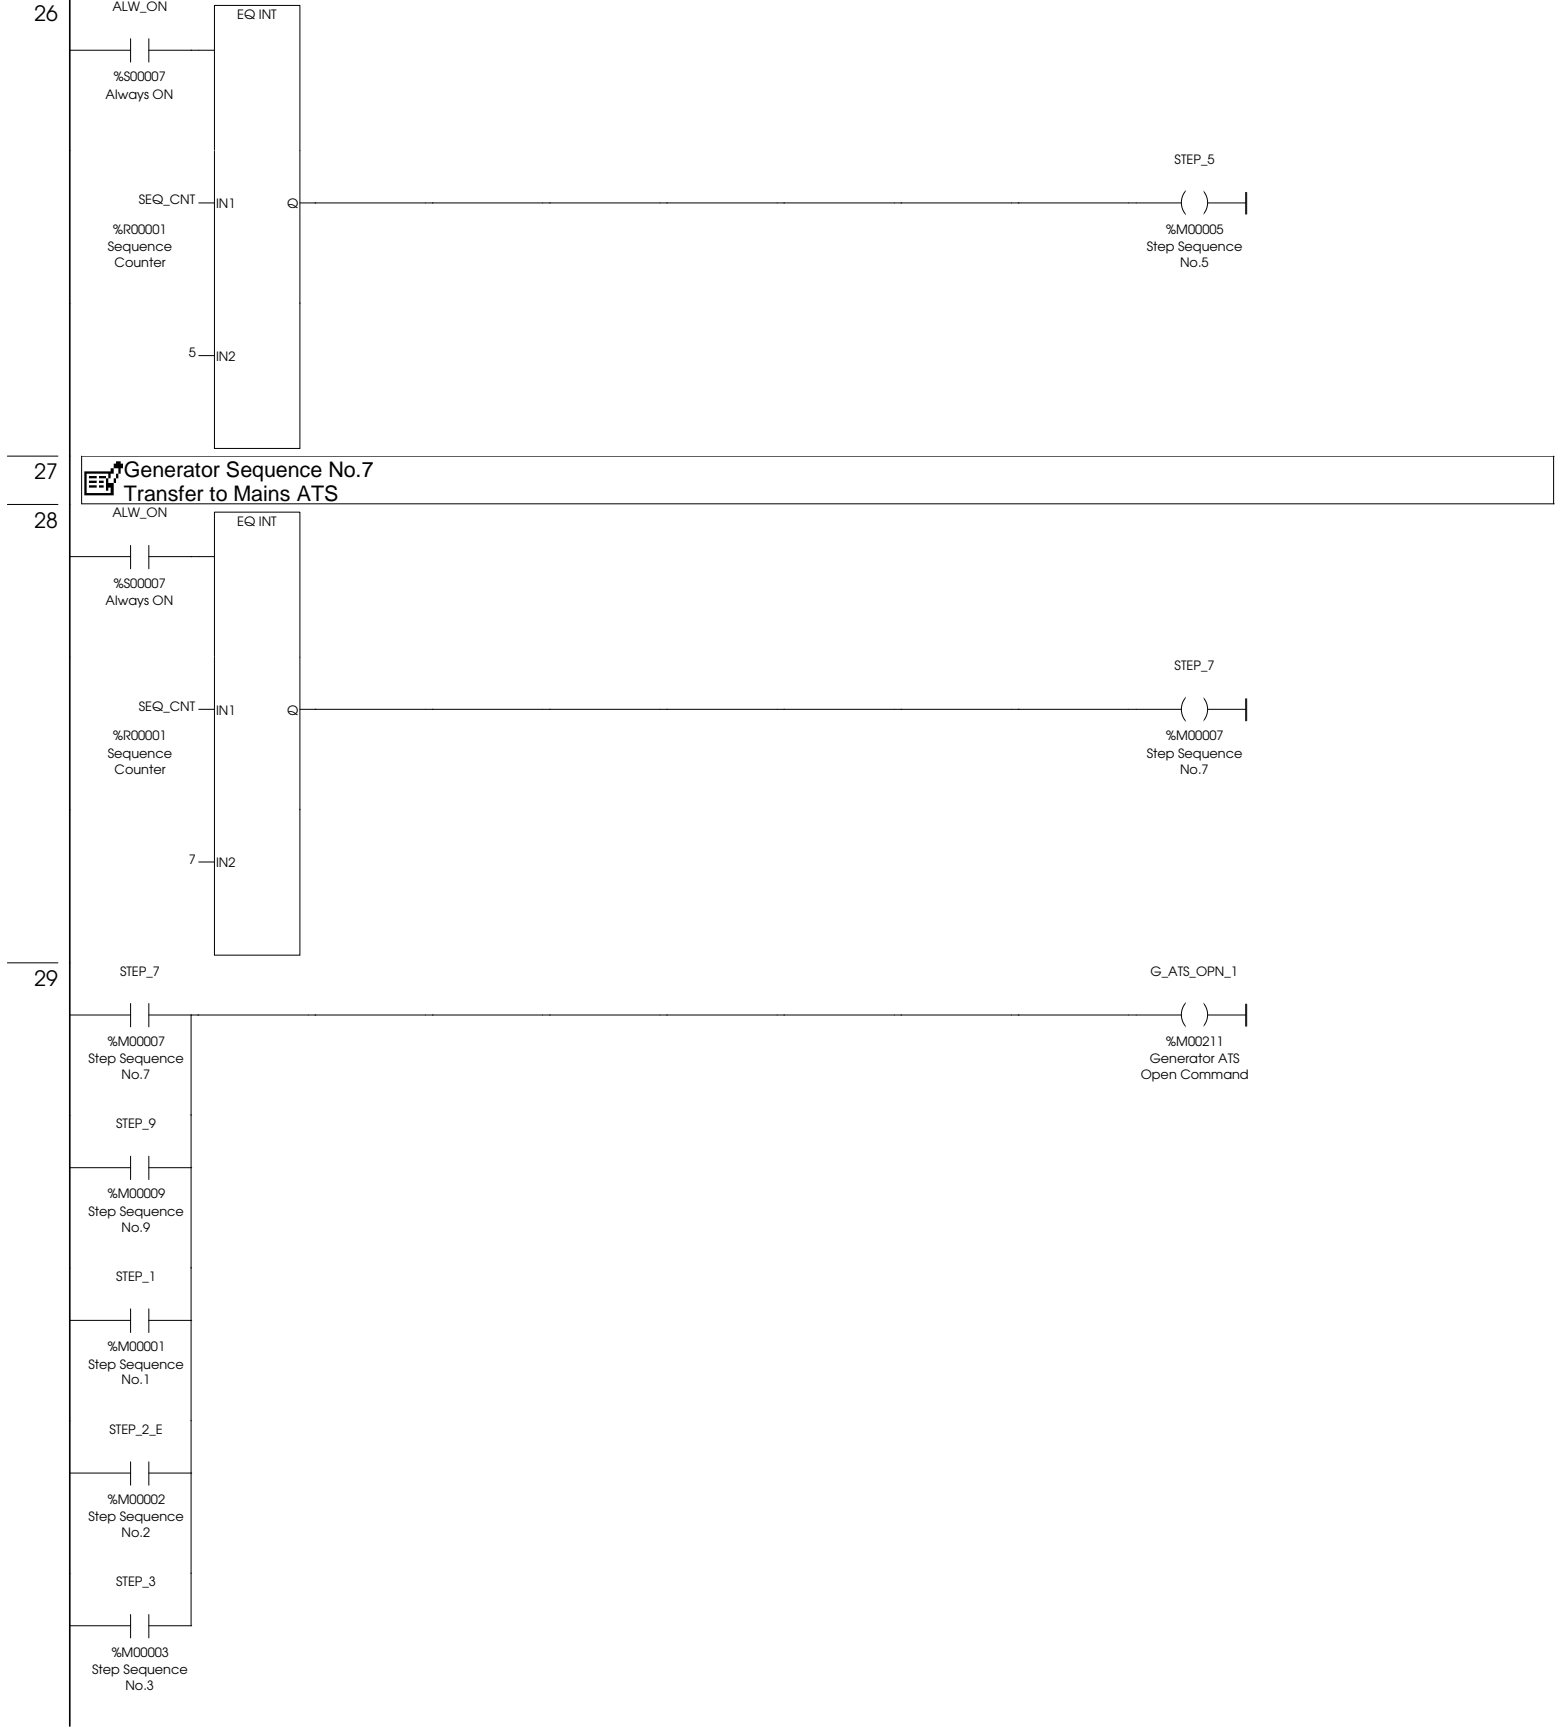 26
ALW_ON
EQ INT
%S00007
Always ON
STEP_5
SEQ_CNT
IN1
Q
%R00001
Sequence
Counter
%M00005
Step Sequence
No.5
5
IN2
27
Generator Sequence No.7
Transfer to Mains ATS
28
ALW_ON
EQ INT
%S00007
Always ON
STEP_7
SEQ_CNT
IN1
Q
%R00001
Sequence
Counter
%M00007
Step Sequence
No.7
7
IN2
29
STEP_7
G_ATS_OPN_1
%M00007
Step Sequence
No.7
%M00211
Generator ATS
Open Command
STEP_9
%M00009
Step Sequence
No.9
STEP_1
%M00001
Step Sequence
No.1
STEP_2_E
%M00002
Step Sequence
No.2
STEP_3
%M00003
Step Sequence
No.3